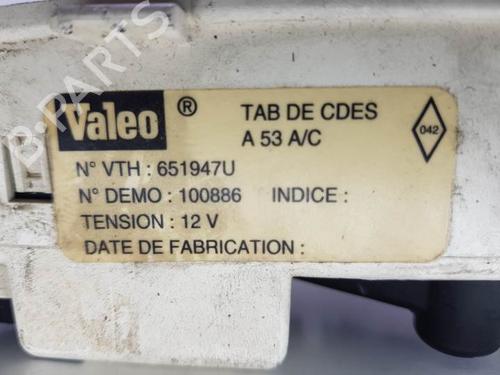 B-PARTS
Valeo ® TAB DE CDES
A 53 A/C
042
N° VTH : 651947U
N° DEMO : 100886 INDICE :
TENSION : 12 V
DATE DE FABRICATION :